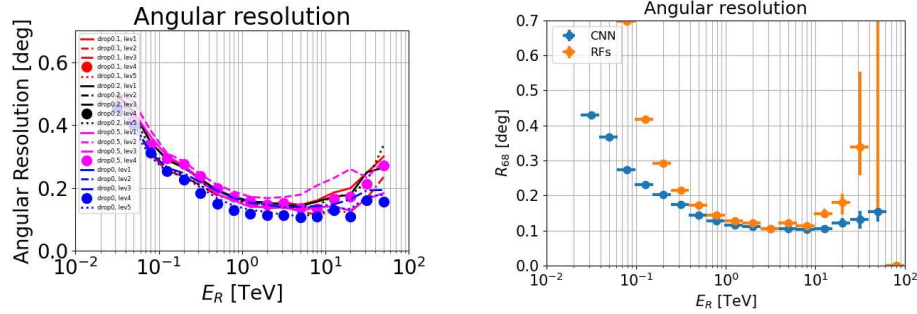 Angular resolution
Angular Resolution [deg]
0.6
0.4
0.2
0.0
drop0.1, lev1
drop0.1, lev2
drop0.1, lev3
drop0.1, lev4
drop0.1, lev5
drop0.2, lev1
drop0.2, lev2
drop0.2, lev3
drop0.2, lev4
drop0.2, lev5
drop0.5, lev1
drop0.5, lev2
drop0.5, lev3
drop0.5, lev4
drop0, lev1
drop0, lev2
drop0, lev3
drop0, lev4
drop0, lev5
10⁻² 10⁻¹ 10⁰ 10¹ 10²
E_R [TeV]
Angular resolution
R₆₈ [deg]
0.7
0.6
0.5
0.4
0.3
0.2
0.1
0.0
CNN
RFs
10⁻² 10⁻¹ 10⁰ 10¹ 10²
E_R [TeV]